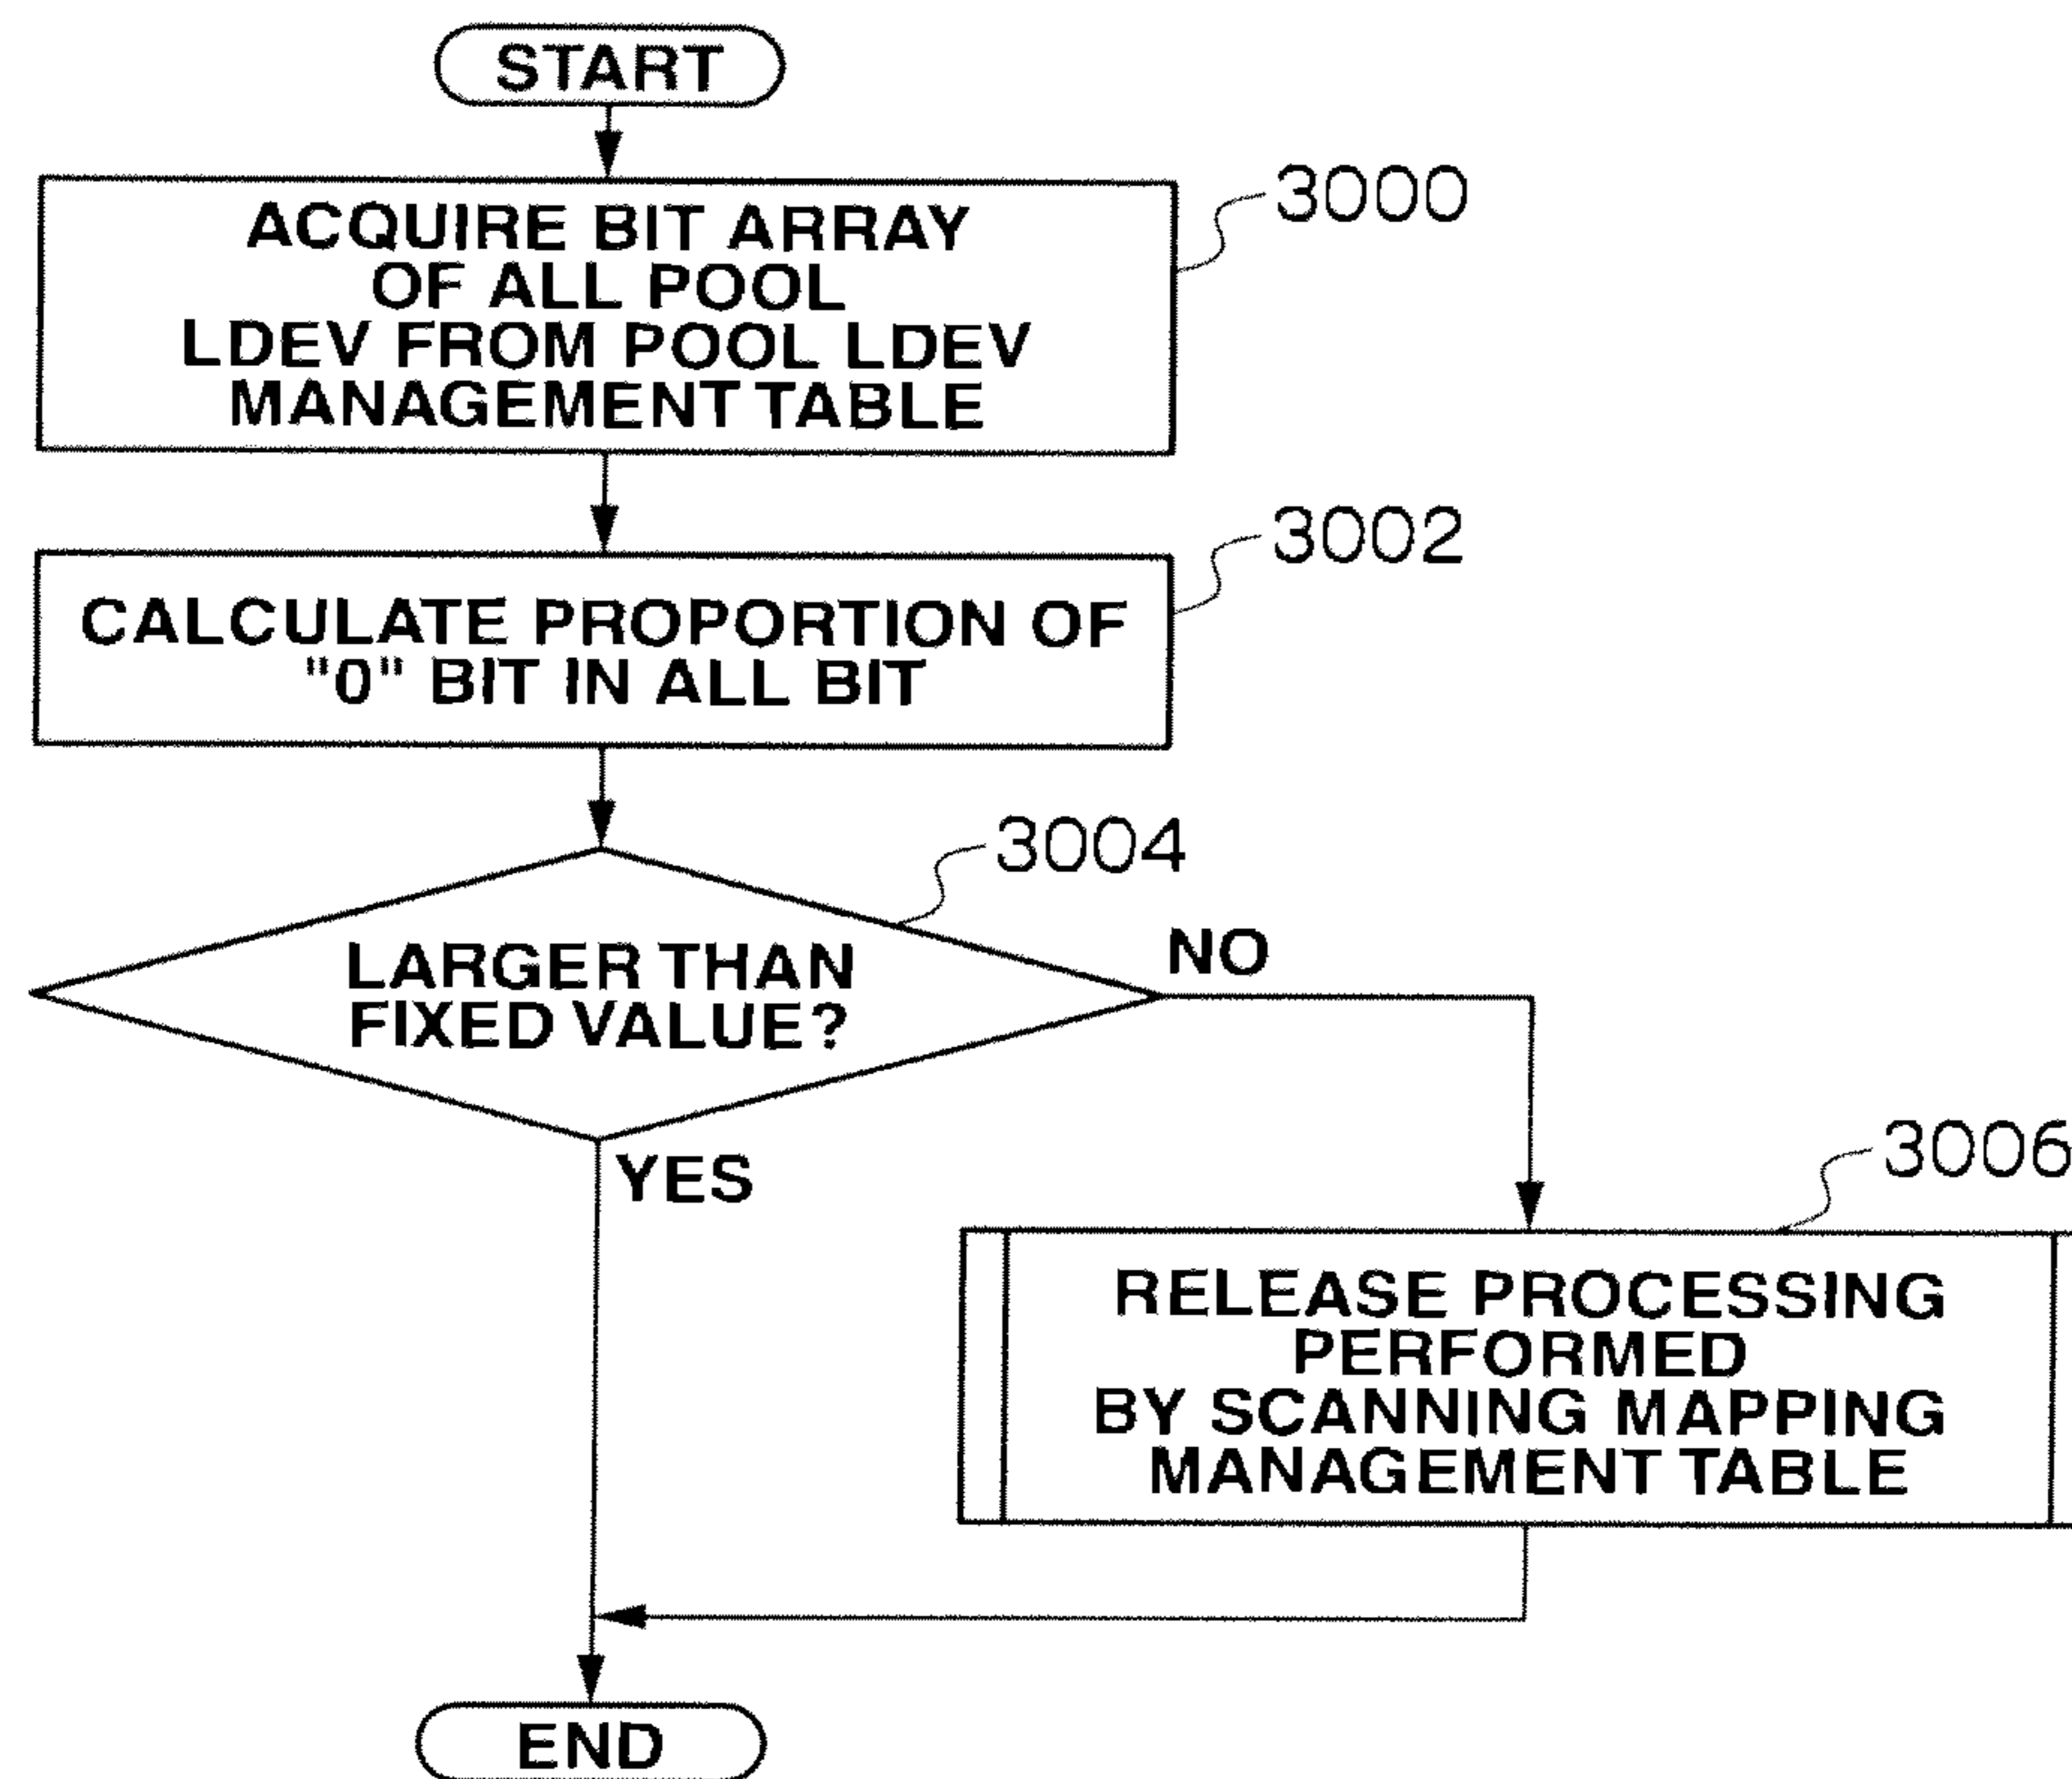 START
3000
ACQUIRE BIT ARRAY
OF ALL POOL
LDEV FROM POOL LDEV
MANAGEMENT TABLE
3002
CALCULATE PROPORTION OF
"0" BIT IN ALL BIT
3004
LARGER THAN
FIXED VALUE?
NO
YES
3006
RELEASE PROCESSING
PERFORMED
BY SCANNING MAPPING
MANAGEMENT TABLE
END